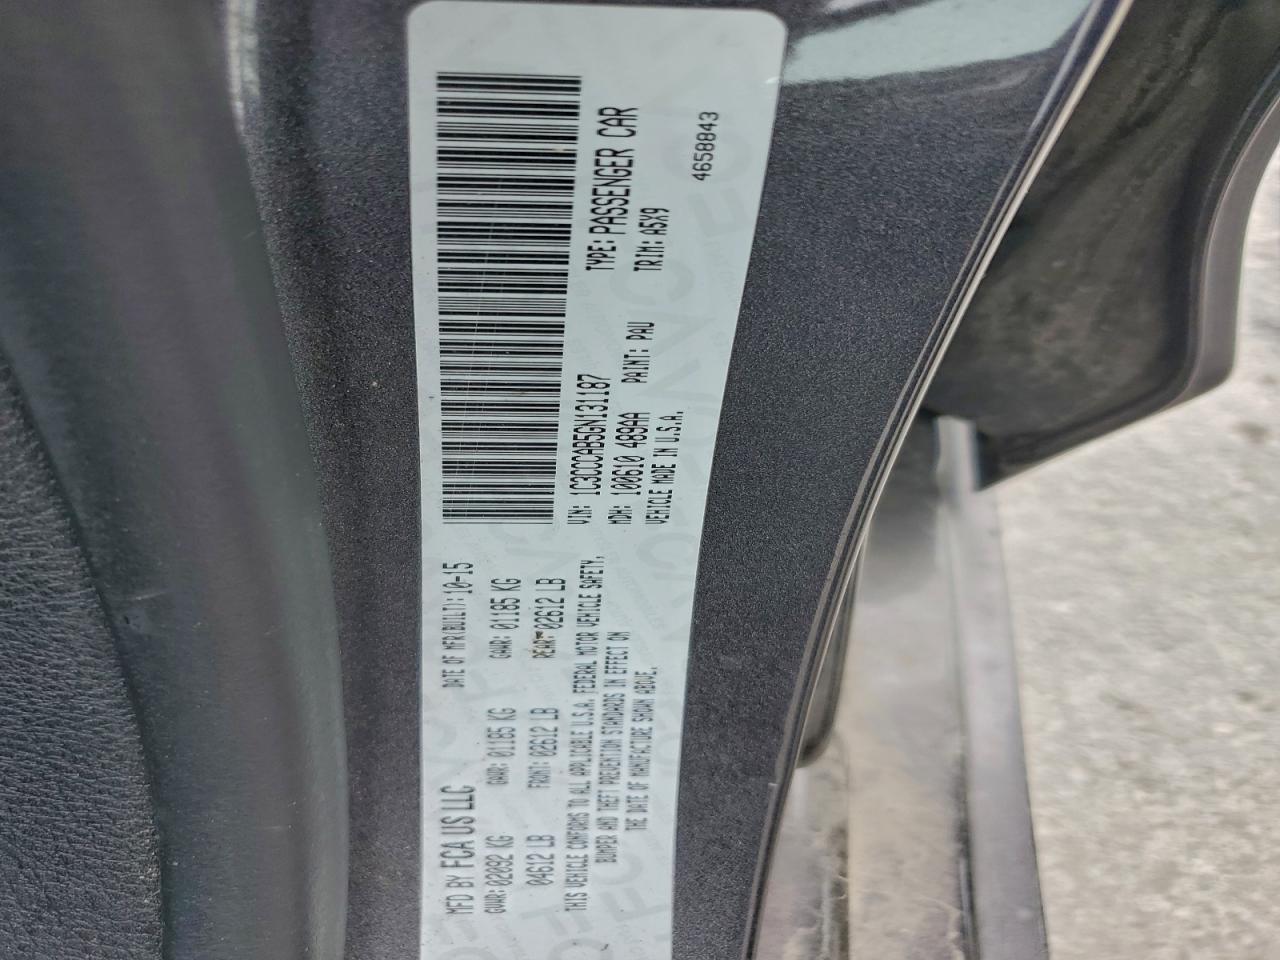 MFD BY FCA US LLC DATE OF MFR(BUILT): 10-15
GVWR: 02092 KG GAWR: 01185 KG GAWR: 01185 KG
04612 LB FRONT: 02612 LB REAR: 02612 LB
THIS VEHICLE CONFORMS TO ALL APPLICABLE U.S.A. FEDERAL MOTOR VEHICLE SAFETY,
BUMPER AND THEFT PREVENTION STANDARDS IN EFFECT ON
THE DATE OF MANUFACTURE SHOWN ABOVE.
VIN: 1C3CCCAB5GN131187 TYPE: PASSENGER CAR
MDH: 100610 489AA PAINT: PAU TRIM: A5X9
VEHICLE MADE IN U.S.A.
4658843